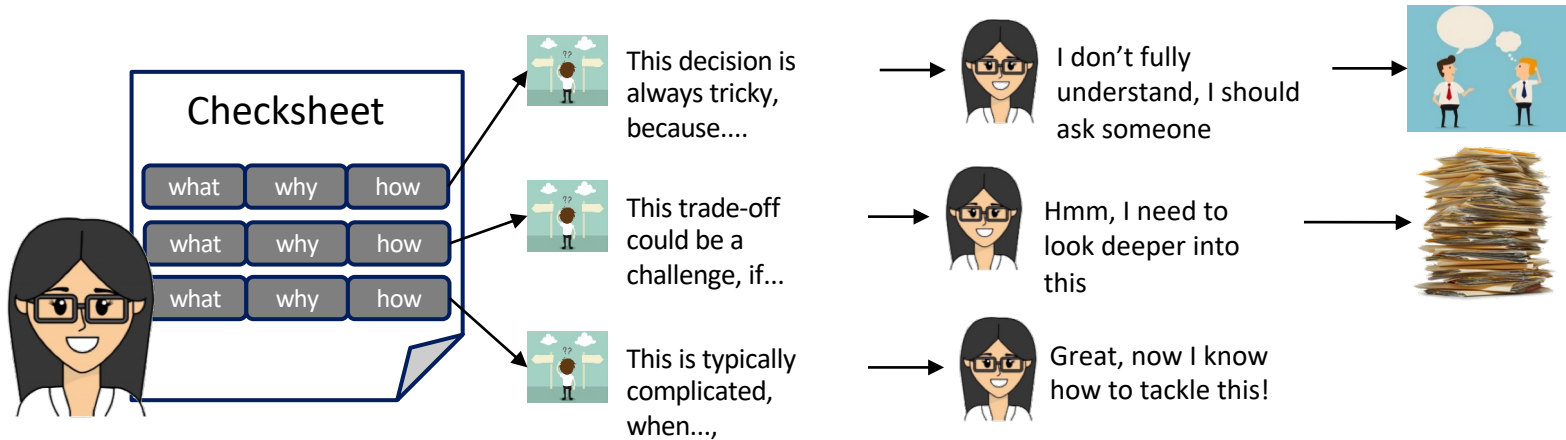 Checksheet
what why how
what why how
what why how
This decision is
always tricky,
because....
I don’t fully
understand, I should
ask someone
??
This trade-off
could be a
challenge, if...
Hmm, I need to
look deeper into
this
??
This is typically
complicated,
when...,
Great, now I know
how to tackle this!
??